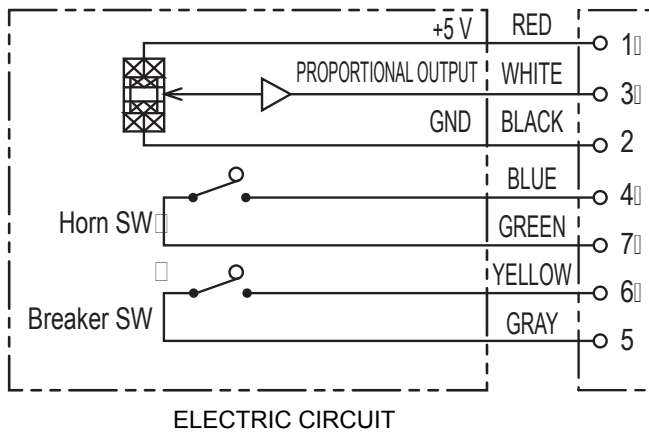 +5 V RED 1
PROPORTIONAL OUTPUT WHITE 3
GND BLACK 2
BLUE 4
Horn SW
GREEN 7
YELLOW 6
Breaker SW
GRAY 5
ELECTRIC CIRCUIT